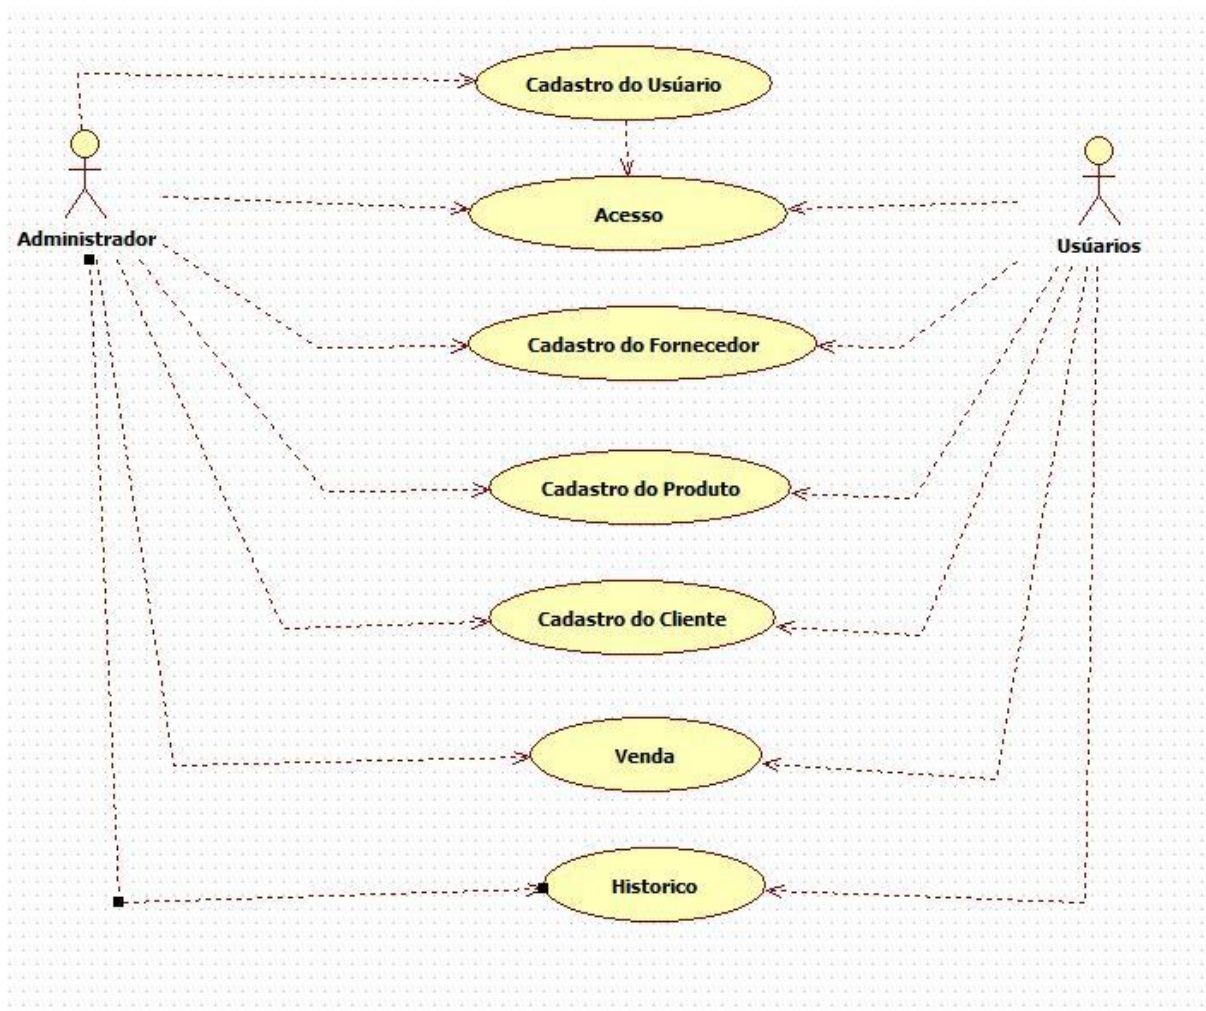 Cadastro do Usúario
Acesso
Administrador
Usúarios
Cadastro do Fornecedor
Cadastro do Produto
Cadastro do Cliente
Venda
Historico